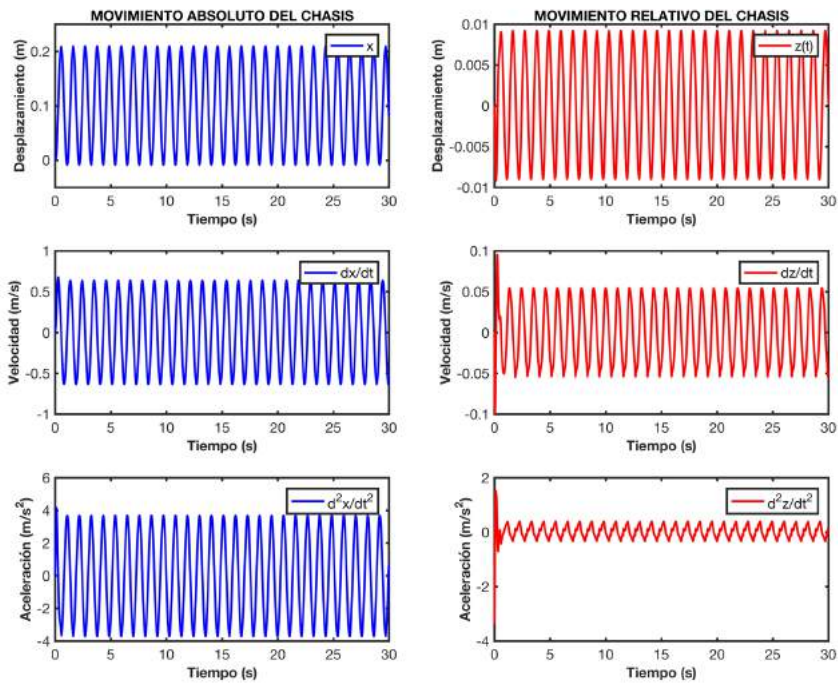 MOVIMIENTO ABSOLUTO DEL CHASIS
Desplazamiento (m)
0.2
0.1
0
x
0 5 10 15 20 25 30
Tiempo (s)
MOVIMIENTO RELATIVO DEL CHASIS
Desplazamiento (m)
0.01
0.005
0
-0.005
-0.01
z(t)
0 5 10 15 20 25 30
Tiempo (s)
Velocidad (m/s)
1
0.5
0
-0.5
-1
dx/dt
0 5 10 15 20 25 30
Tiempo (s)
Velocidad (m/s)
0.1
0.05
0
-0.05
-0.1
dz/dt
0 5 10 15 20 25 30
Tiempo (s)
Aceleración (m/s²)
4
2
0
-2
-4
d²x/dt²
0 5 10 15 20 25 30
Tiempo (s)
Aceleración (m/s²)
2
0
-2
-4
d²z/dt²
0 5 10 15 20 25 30
Tiempo (s)